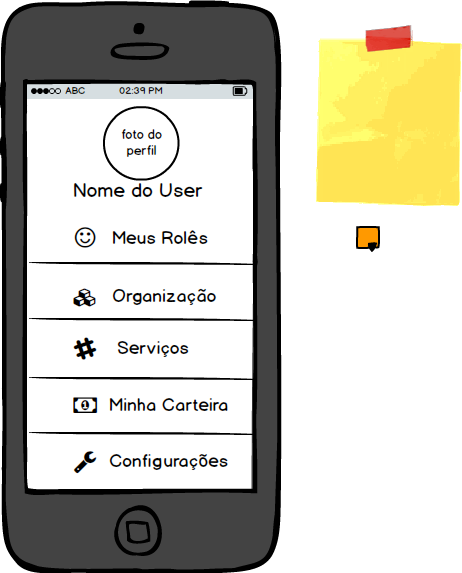 ABC 02:39 PM
foto do
perfil
Nome do User
Meus Rolês
Organização
Serviços
Minha Carteira
Configurações